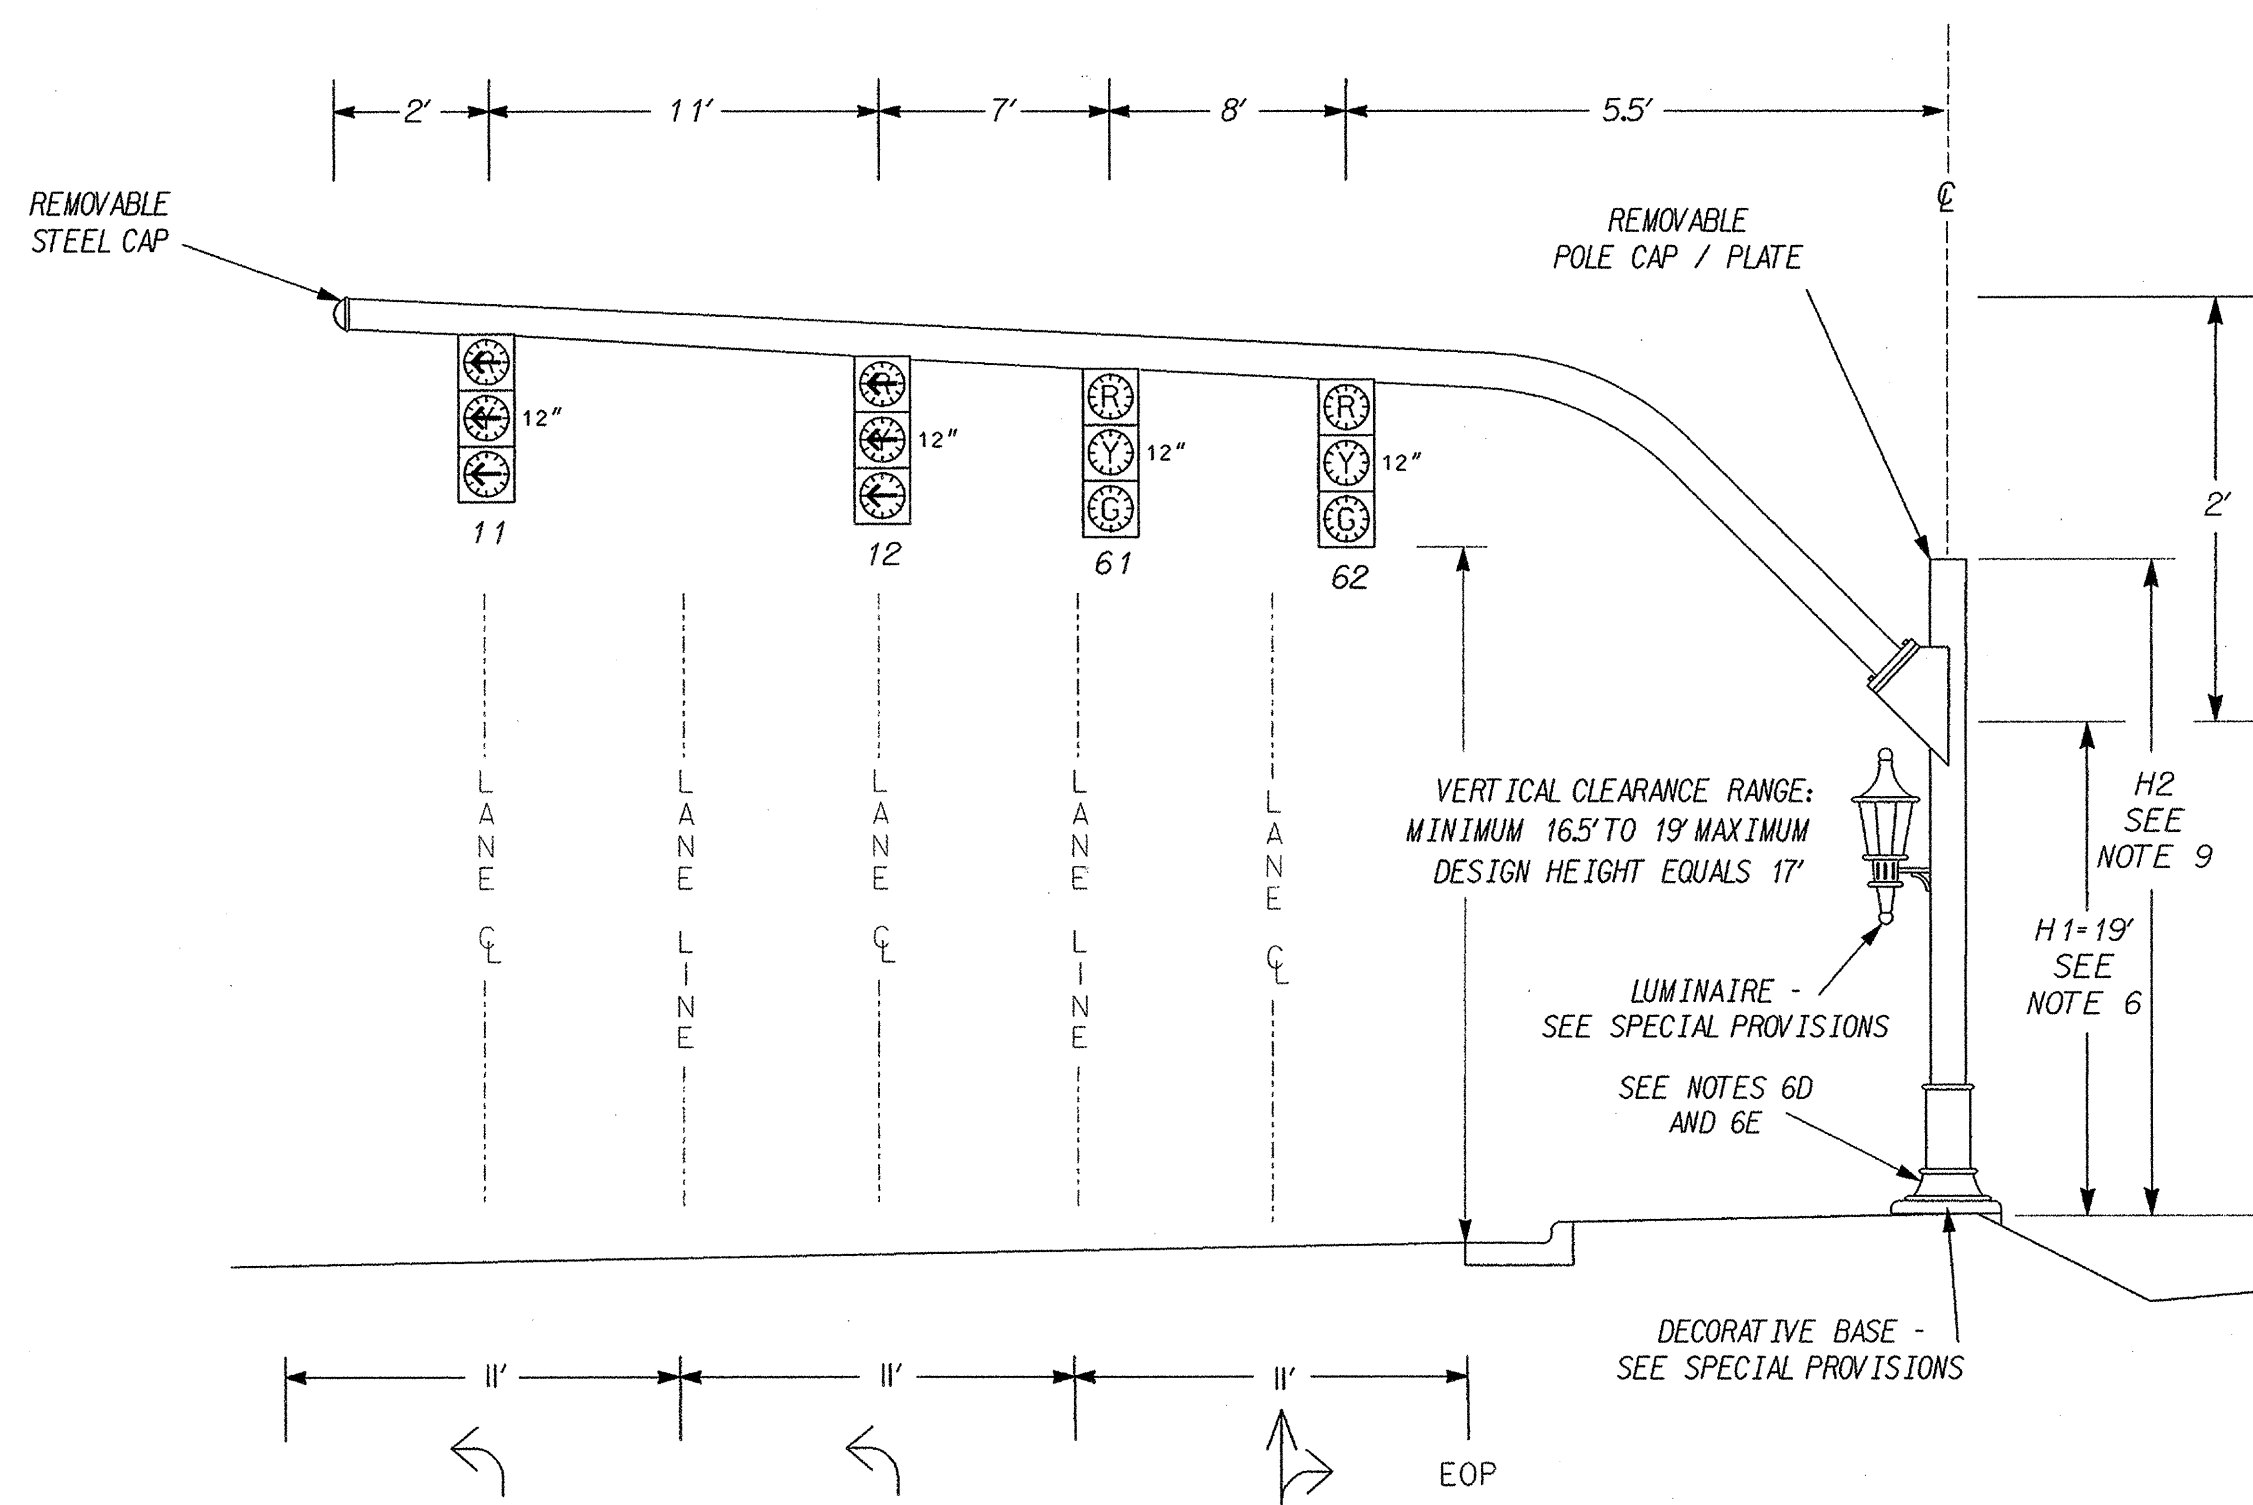 2' 11' 7' 8' 5.5'
℄
REMOVABLE
STEEL CAP
REMOVABLE
POLE CAP / PLATE
R
Y
12"
11
R
Y
12"
12
R
Y
G
12"
61
R
Y
G
12"
62
2'
LANE ℄
LANE LINE
LANE ℄
LANE LINE
LANE ℄
VERTICAL CLEARANCE RANGE:
MINIMUM 16.5' TO 19' MAXIMUM
DESIGN HEIGHT EQUALS 17'
H2
SEE
NOTE 9
H1=19'
SEE
NOTE 6
LUMINAIRE -
SEE SPECIAL PROVISIONS
SEE NOTES 6D
AND 6E
DECORATIVE BASE -
SEE SPECIAL PROVISIONS
11' 11' 11'
EOP